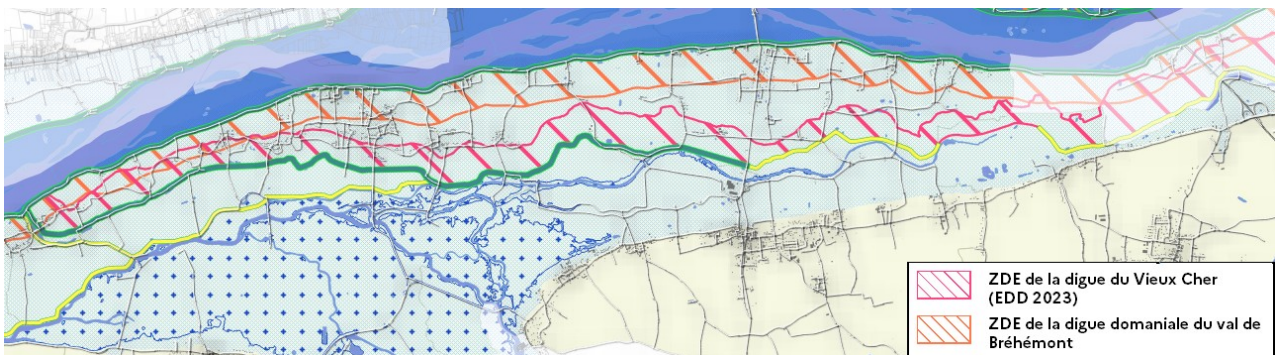 ZDE de la digue du Vieux Cher
(EDD 2023)
ZDE de la digue domaniale du val de
Bréhémont